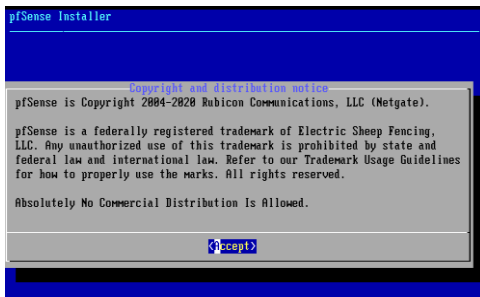 pfSense Installer
Copyright and distribution notice
pfSense is Copyright 2004-2020 Rubicon Communications, LLC (Netgate).
pfSense is a federally registered trademark of Electric Sheep Fencing,
LLC. Any unauthorized use of this trademark is prohibited by state and
federal law and international law. Refer to our Trademark Usage Guidelines
for how to properly use the marks. All rights reserved.
Absolutely No Commercial Distribution Is Allowed.
<Accept>